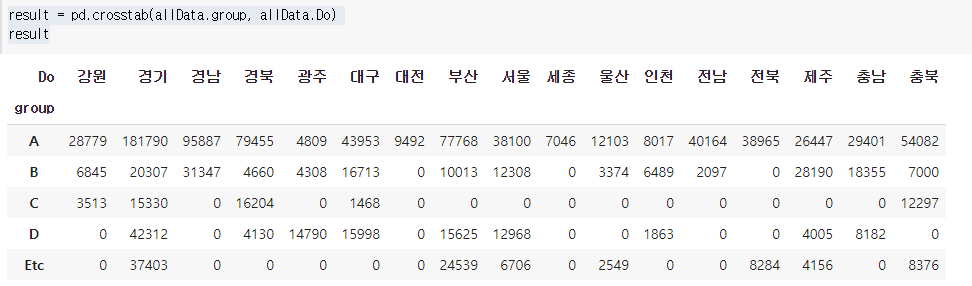 result = pd.crosstab(allData.group, allData.Do)
result
Do 강원 경기 경남 경북 광주 대구 대전 부산 서울 세종 울산 인천 전남 전북 제주 충남 충북
group
A 28779 181790 95887 79455 4809 43953 9492 77768 38100 7046 12103 8017 40164 38965 26447 29401 54082
B 6845 20307 31347 4660 4308 16713 0 10013 12308 0 3374 6489 2097 0 28190 18355 7000
C 3513 15330 0 16204 0 1468 0 0 0 0 0 0 0 0 0 0 12297
D 0 42312 0 4130 14790 15998 0 15625 12968 0 0 1863 0 0 4005 8182 0
Etc 0 37403 0 0 0 0 0 24539 6706 0 2549 0 0 8284 4156 0 8376